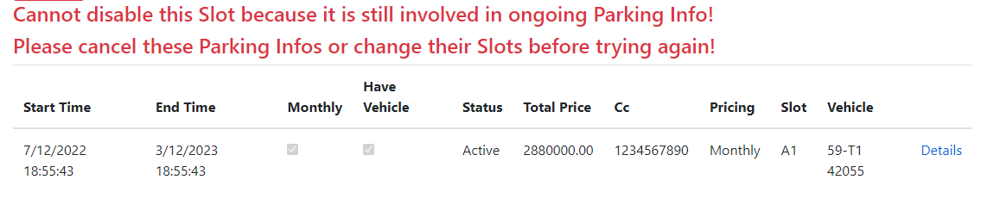 Cannot disable this Slot because it is still involved in ongoing Parking Info!
Please cancel these Parking Infos or change their Slots before trying again!
Start Time End Time Monthly Have Vehicle Status Total Price Cc Pricing Slot Vehicle
7/12/2022 18:55:43 3/12/2023 18:55:43 Active 2880000.00 1234567890 Monthly A1 59-T1 42055 Details